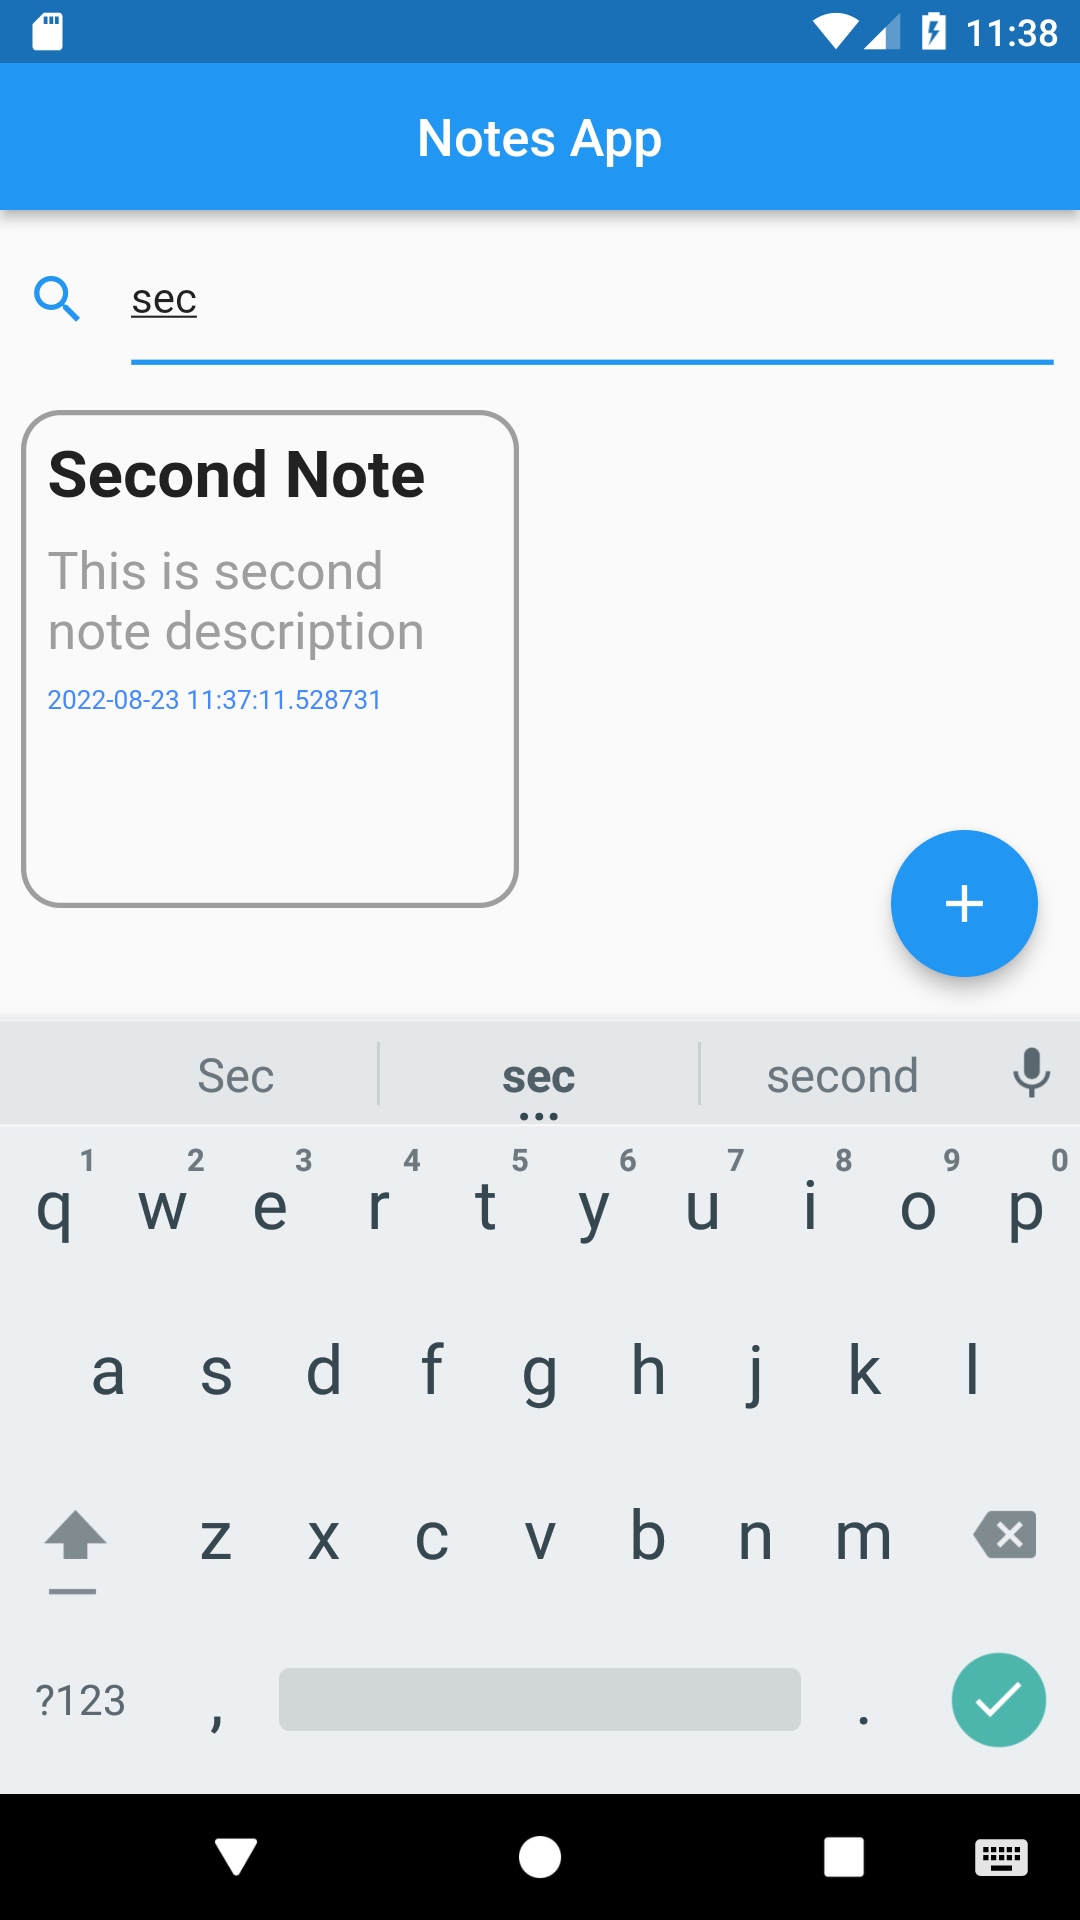 11:38
Notes App
sec
Second Note
This is second
note description
2022-08-23 11:37:11.528731
Sec sec second
1 2 3 4 5 6 7 8 9 0
q w e r t y u i o p
a s d f g h j k l
z x c v b n m
?123 , .